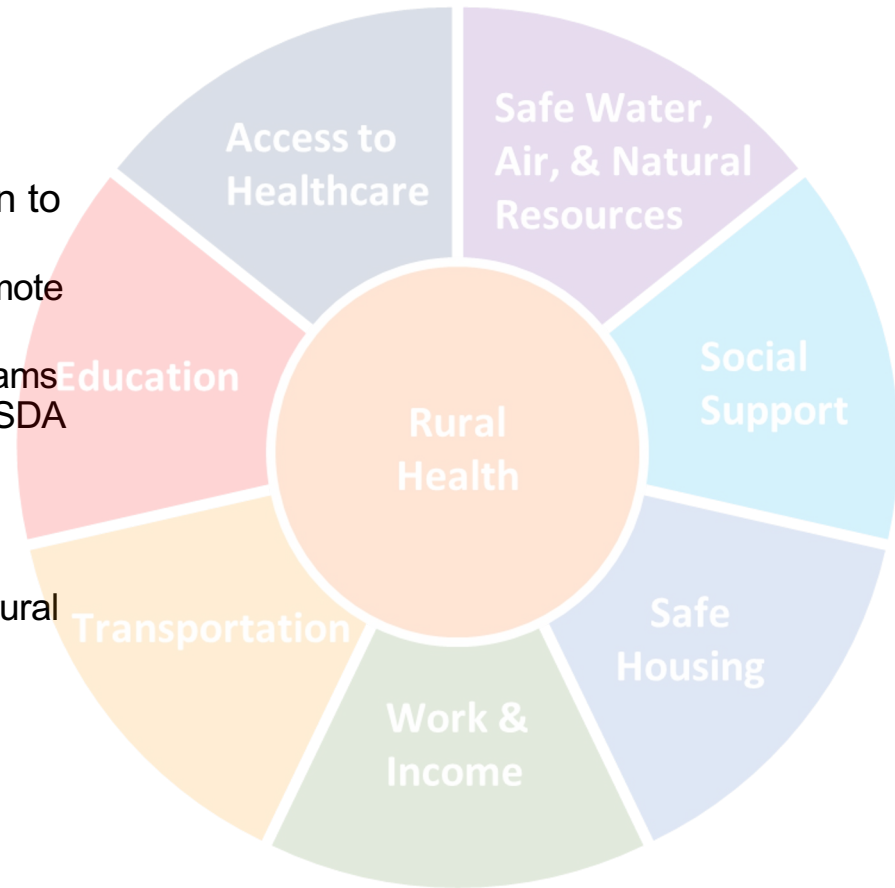 Access to
Healthcare
Safe Water,
Air, & Natural
Resources
n to
mote
ams
SDA
Education
Social
Support
Rural
Health
ural
Transportation
Safe
Housing
Work &
Income